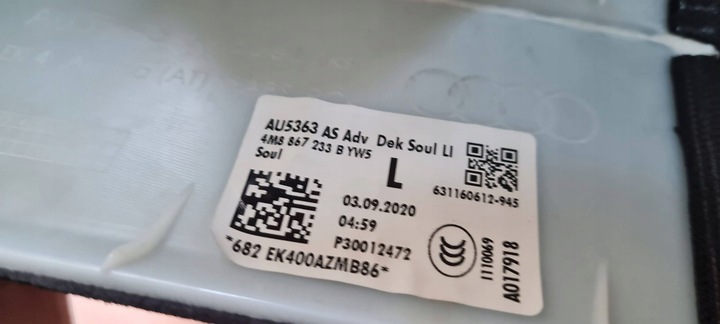 AU5363 AS Adv Dek Soul LI
4M8 867 233 B YW5
Soul
L
631160612-945
03.09.2020
04:59
P30012472
*682 EK400AZMB86*
1110069
A017918